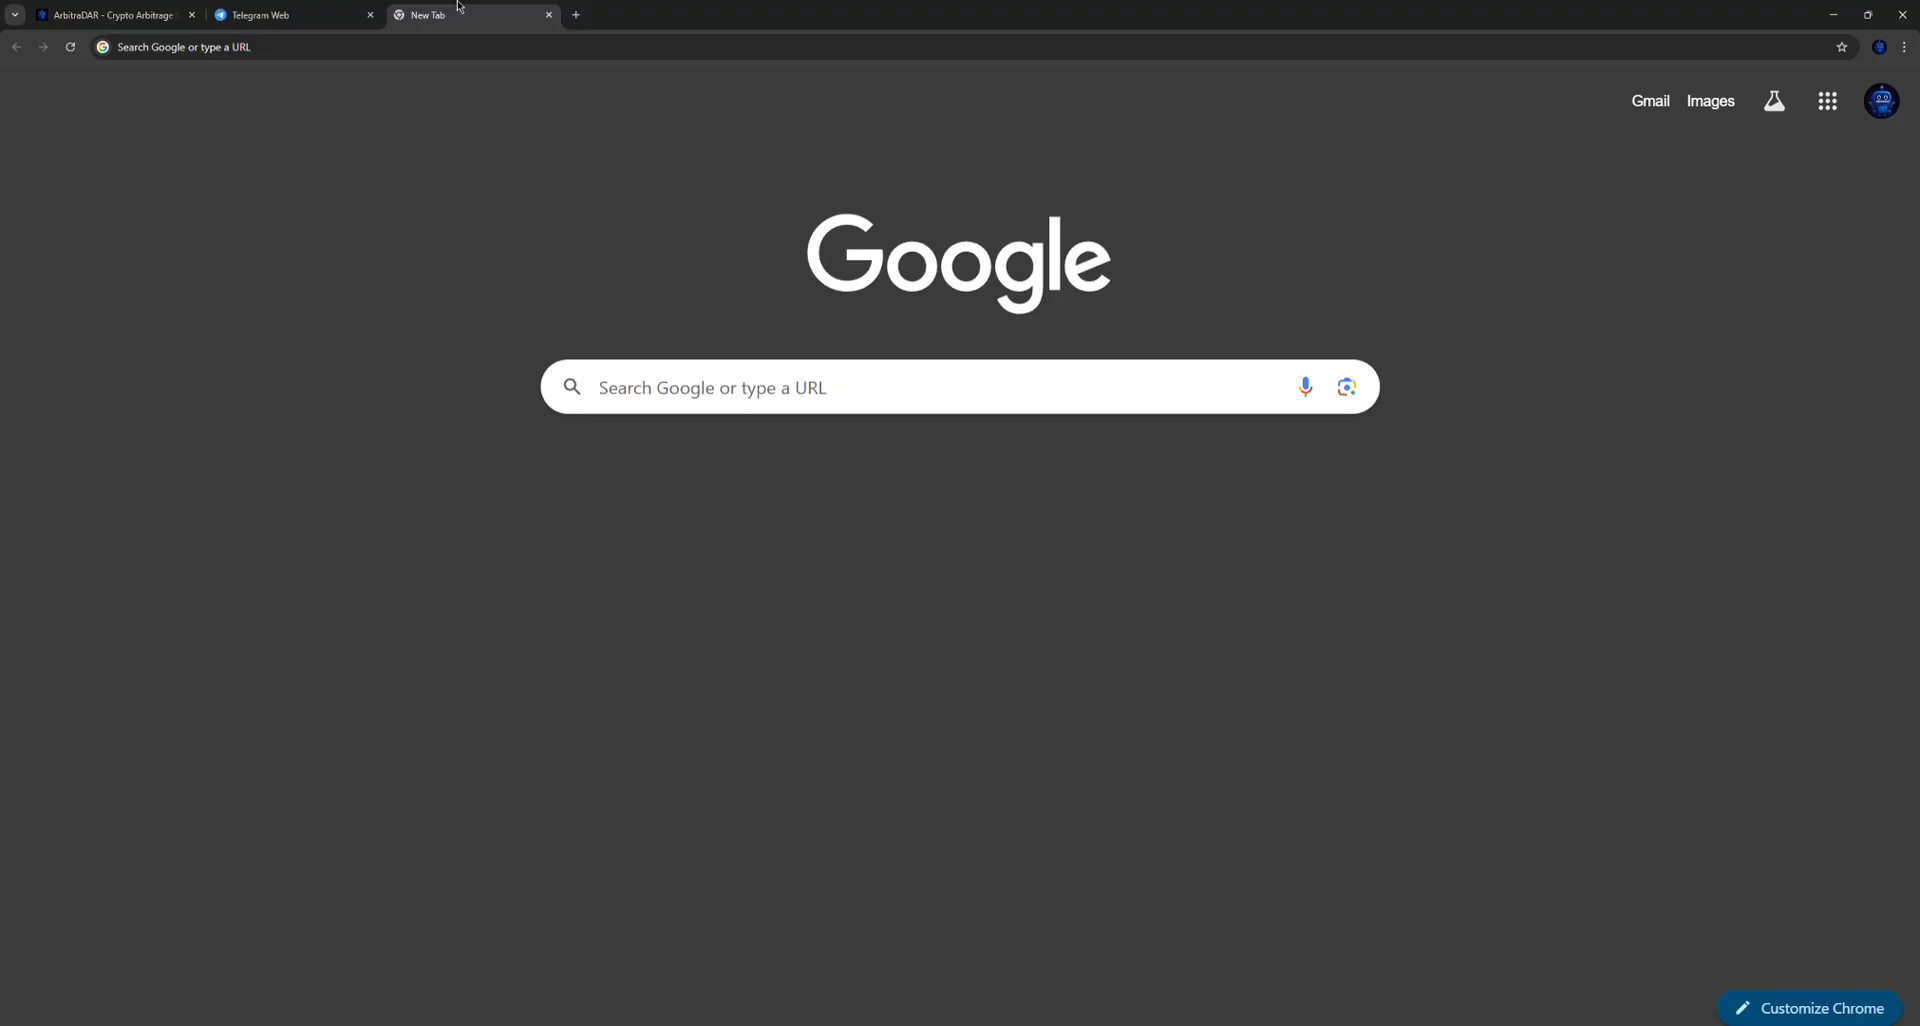 ArbitraDAR - Crypto Arbitrage
Telegram Web
New Tab
Search Google or type a URL
Gmail
Images
Google
Search Google or type a URL
Customize Chrome